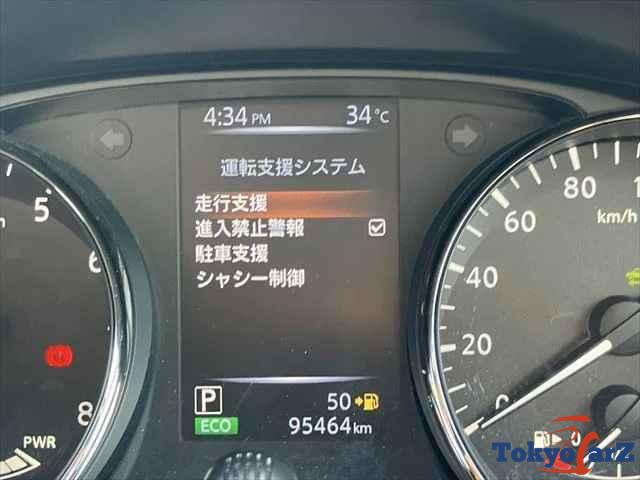 4:34 PM 34℃
運転支援システム
走行支援
進入禁止警報
駐車支援
シャシー制御
P 50
ECO 95464km
5
6
8
PWR
0
20
40
60
80
km/h
0
TokyoCarZ